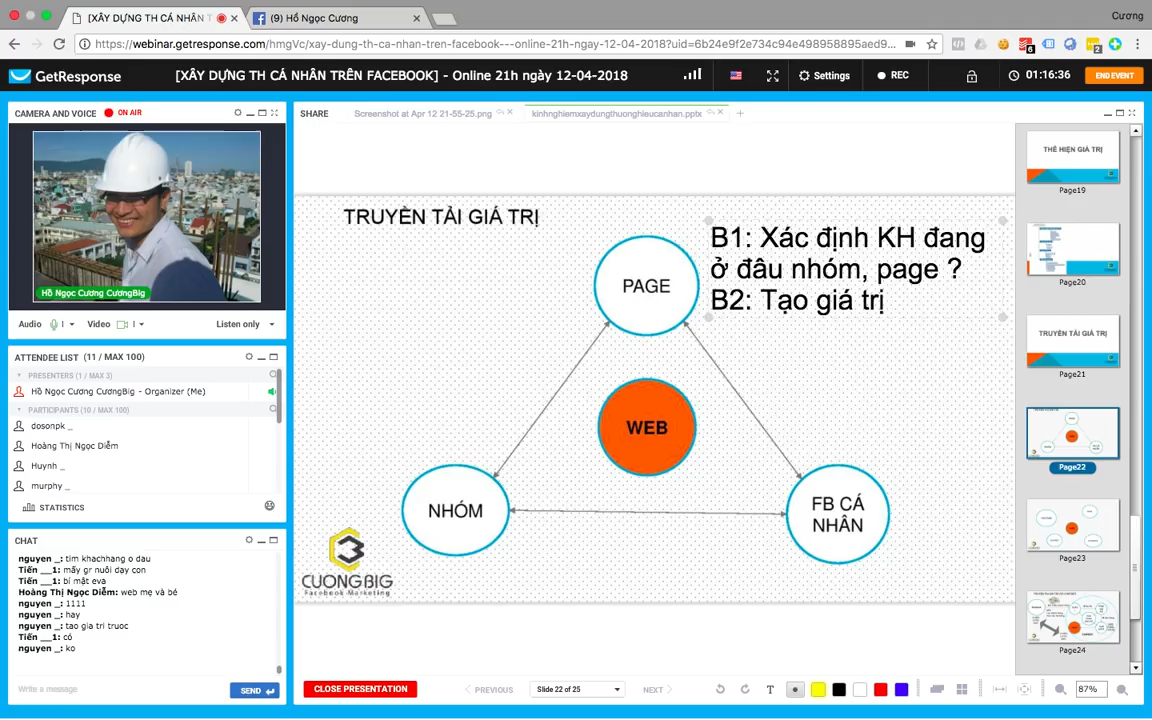 [XÂY DỰNG TH CÁ NHÂN T
(9) Hồ Ngọc Cương
Cương
https://webinar.getresponse.com/hmgVc/xay-dung-th-ca-nhan-tren-facebook---online-21h-ngay-12-04-2018?uid=6b24e9f2e734c94e498958895aed9...
6
2
GetResponse
[XÂY DỰNG TH CÁ NHÂN TRÊN FACEBOOK] - Online 21h ngày 12-04-2018
Settings
REC
01:16:36
END EVENT
CAMERA AND VOICE
ON AIR
Hồ Ngọc Cương CươngBig
Audio
Video
Listen only
ATTENDEE LIST (11 / MAX 100)
PRESENTERS (1 / MAX 3)
Hồ Ngọc Cương CươngBig - Organizer (Me)
PARTICIPANTS (10 / MAX 100)
dosonpk _
Hoàng Thị Ngọc Diễm
Huynh _
murphy _
STATISTICS
CHAT
nguyen _: tim khachhang o dau
Tiến __1: mấy gr nuôi dạy con
Tiến __1: bí mật eva
Hoàng Thị Ngọc Diễm: web mẹ và bé
nguyen _: 1111
nguyen _: hay
nguyen _: tao gia tri truoc
Tiến __1: có
nguyen _: ko
Write a message
SEND
SHARE
Screenshot at Apr 12 21-55-25.png
kinhnghiemxaydungthuonghieucanhan.pptx
TRUYỀN TẢI GIÁ TRỊ
B1: Xác định KH đang
ở đâu nhóm, page ?
B2: Tạo giá trị
PAGE
WEB
NHÓM
FB CÁ
NHÂN
CUONGBIG
Facebook Marketing
CLOSE PRESENTATION
PREVIOUS
Slide 22 of 25
NEXT
T
87%
THỂ HIỆN GIÁ TRỊ
Page19
Page20
TRUYỀN TẢI GIÁ TRỊ
Page21
Page22
Page23
Page24